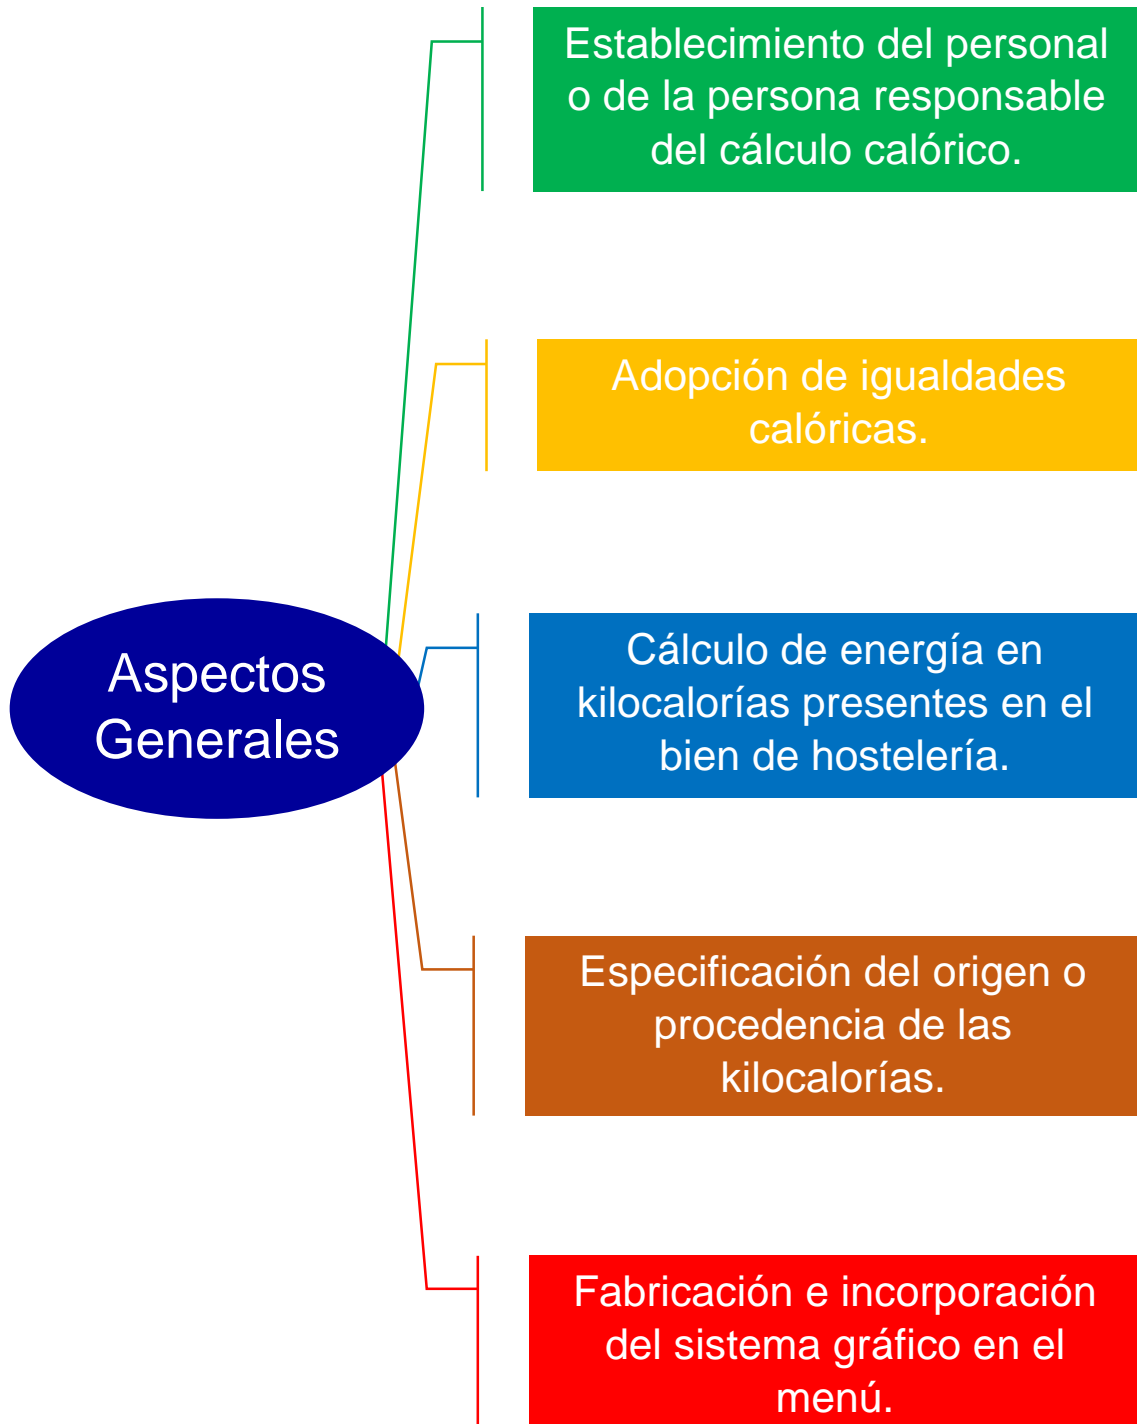 Establecimiento del personal
o de la persona responsable
del cálculo calórico.
Adopción de igualdades
calóricas.
Aspectos
Generales
Cálculo de energía en
kilocalorías presentes en el
bien de hostelería.
Especificación del origen o
procedencia de las
kilocalorías.
Fabricación e incorporación
del sistema gráfico en el
menú.